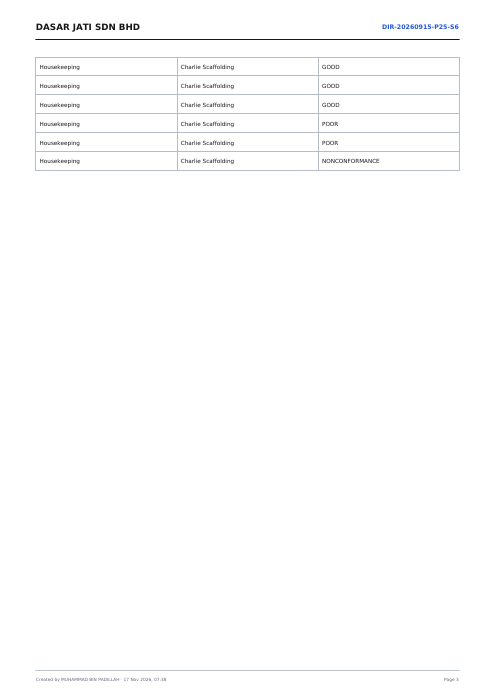 DASAR JATI SDN BHD
DIR-20260915-P25-S6
Housekeeping Charlie Scaffolding GOOD
Housekeeping Charlie Scaffolding GOOD
Housekeeping Charlie Scaffolding GOOD
Housekeeping Charlie Scaffolding POOR
Housekeeping Charlie Scaffolding POOR
Housekeeping Charlie Scaffolding NONCONFORMANCE
Created by MUHAMMAD BIN PADILLAH · 17 Nov 2026, 07:38
Page 3